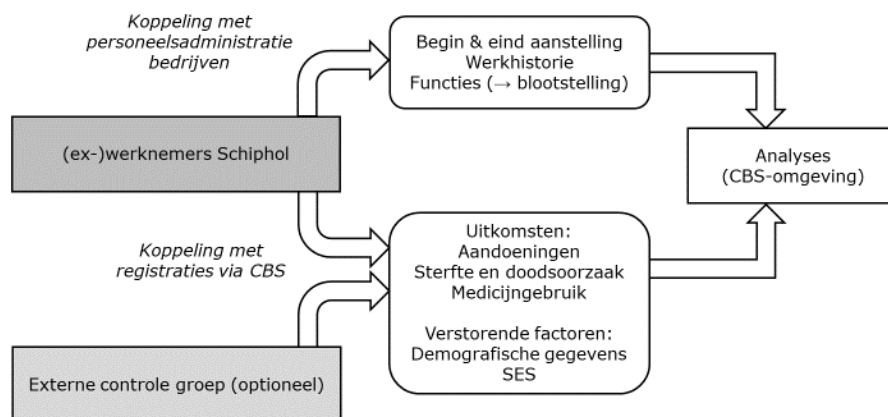 Koppeling met
personeelsadministratie
bedrijven
Begin & eind aanstelling
Werkhistorie
Functies (→ blootstelling)
(ex-)werknemers Schiphol
Analyses
(CBS-omgeving)
Koppeling met
registraties via CBS
Uitkomsten:
Aandoeningen
Sterfte en doodsoorzaak
Medicijngebruik
Verstorende factoren:
Demografische gegevens
SES
Externe controle groep (optioneel)